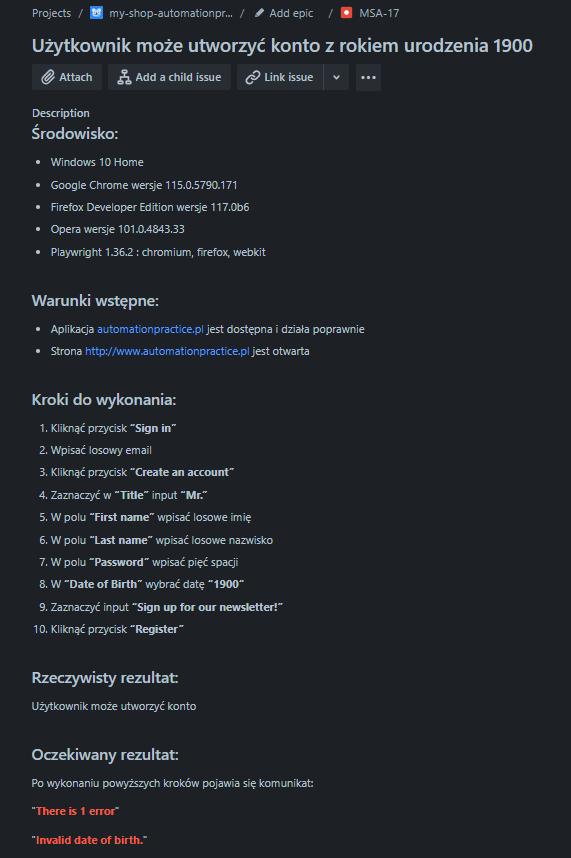 Projects / my-shop-automationpr... / Add epic / MSA-17
Użytkownik może utworzyć konto z rokiem urodzenia 1900
Attach Add a child issue Link issue
Description
Środowisko:
• Windows 10 Home
• Google Chrome wersje 115.0.5790.171
• Firefox Developer Edition wersje 117.0b6
• Opera wersje 101.0.4843.33
• Playwright 1.36.2 : chromium, firefox, webkit
Warunki wstępne:
• Aplikacja automationpractice.pl jest dostępna i działa poprawnie
• Strona http://www.automationpractice.pl jest otwarta
Kroki do wykonania:
1. Kliknąć przycisk “Sign in”
2. Wpisać losowy email
3. Kliknąć przycisk “Create an account”
4. Zaznaczyć w “Title” input “Mr.”
5. W polu “First name” wpisać losowe imię
6. W polu “Last name” wpisać losowe nazwisko
7. W polu “Password” wpisać pięć spacji
8. W “Date of Birth” wybrać datę “1900”
9. Zaznaczyć input “Sign up for our newsletter!”
10. Kliknąć przycisk “Register”
Rzeczywisty rezultat:
Użytkownik może utworzyć konto
Oczekiwany rezultat:
Po wykonaniu powyższych kroków pojawia się komunikat:
"There is 1 error"
"Invalid date of birth."